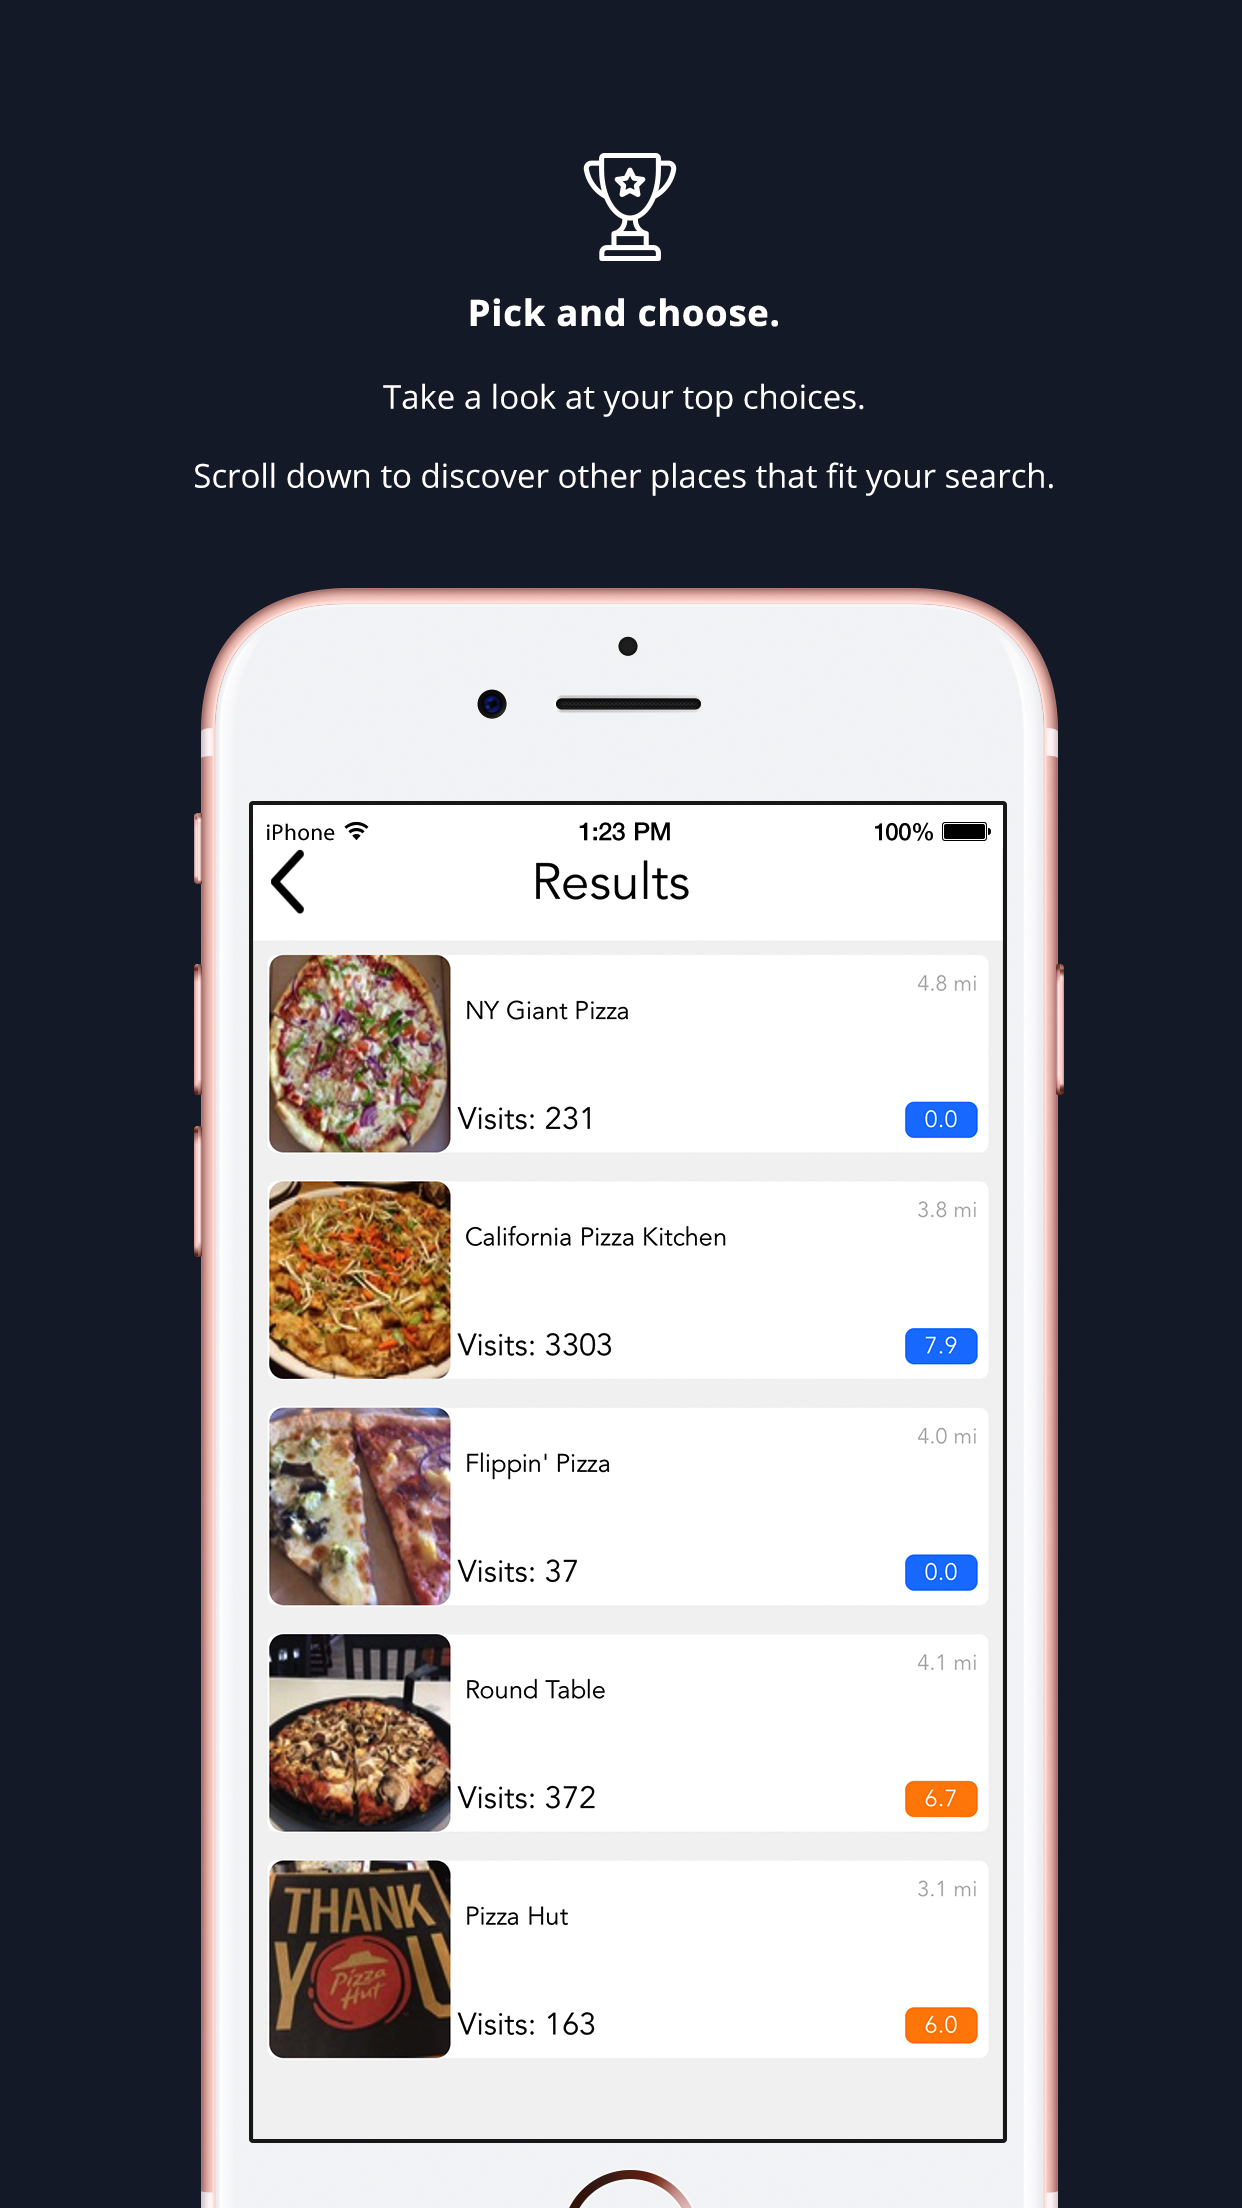 Pick and choose.
Take a look at your top choices.
Scroll down to discover other places that fit your search.
iPhone 1:23 PM 100%
Results
4.8 mi
NY Giant Pizza
Visits: 231 0.0
3.8 mi
California Pizza Kitchen
Visits: 3303 7.9
4.0 mi
Flippin' Pizza
Visits: 37 0.0
4.1 mi
Round Table
Visits: 372 6.7
3.1 mi
THANK
YOU
Pizza
Hut
Pizza Hut
Visits: 163 6.0